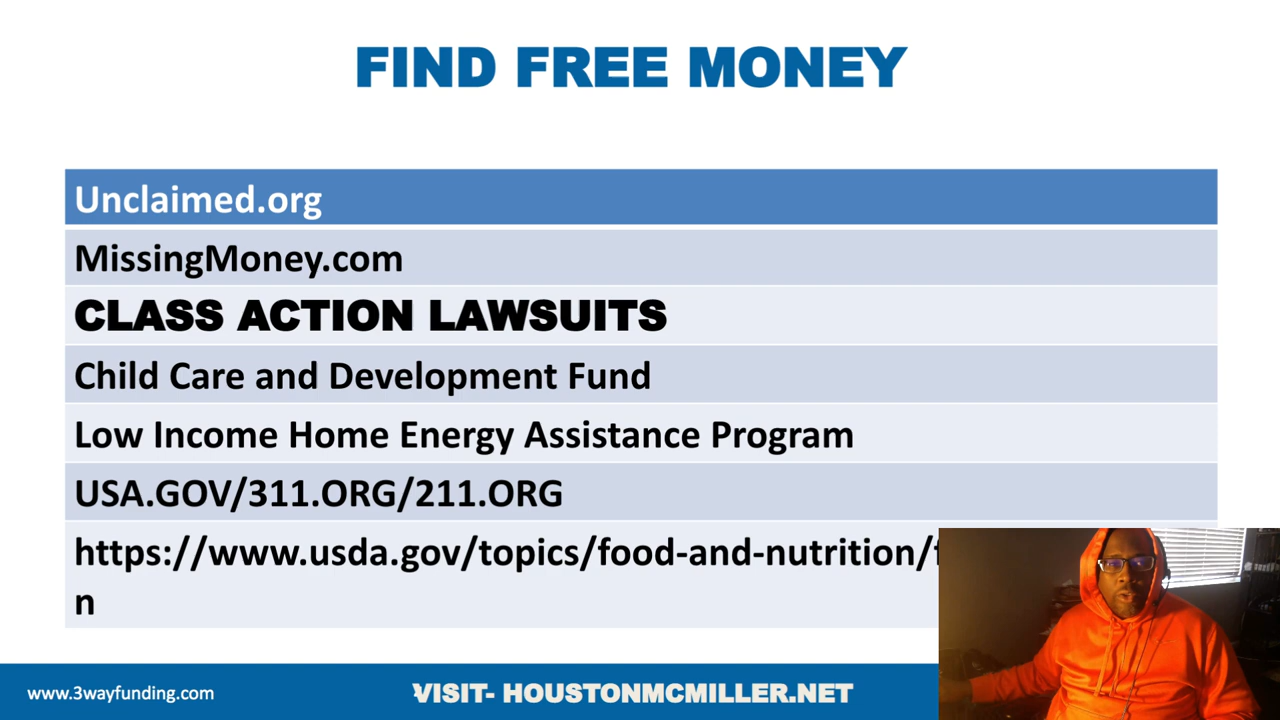 FIND FREE MONEY
Unclaimed.org
MissingMoney.com
CLASS ACTION LAWSUITS
Child Care and Development Fund
Low Income Home Energy Assistance Program
USA.GOV/311.ORG/211.ORG
https://www.usda.gov/topics/food-and-nutrition/
n
www.3wayfunding.com
VISIT- HOUSTONMCMILLER.NET